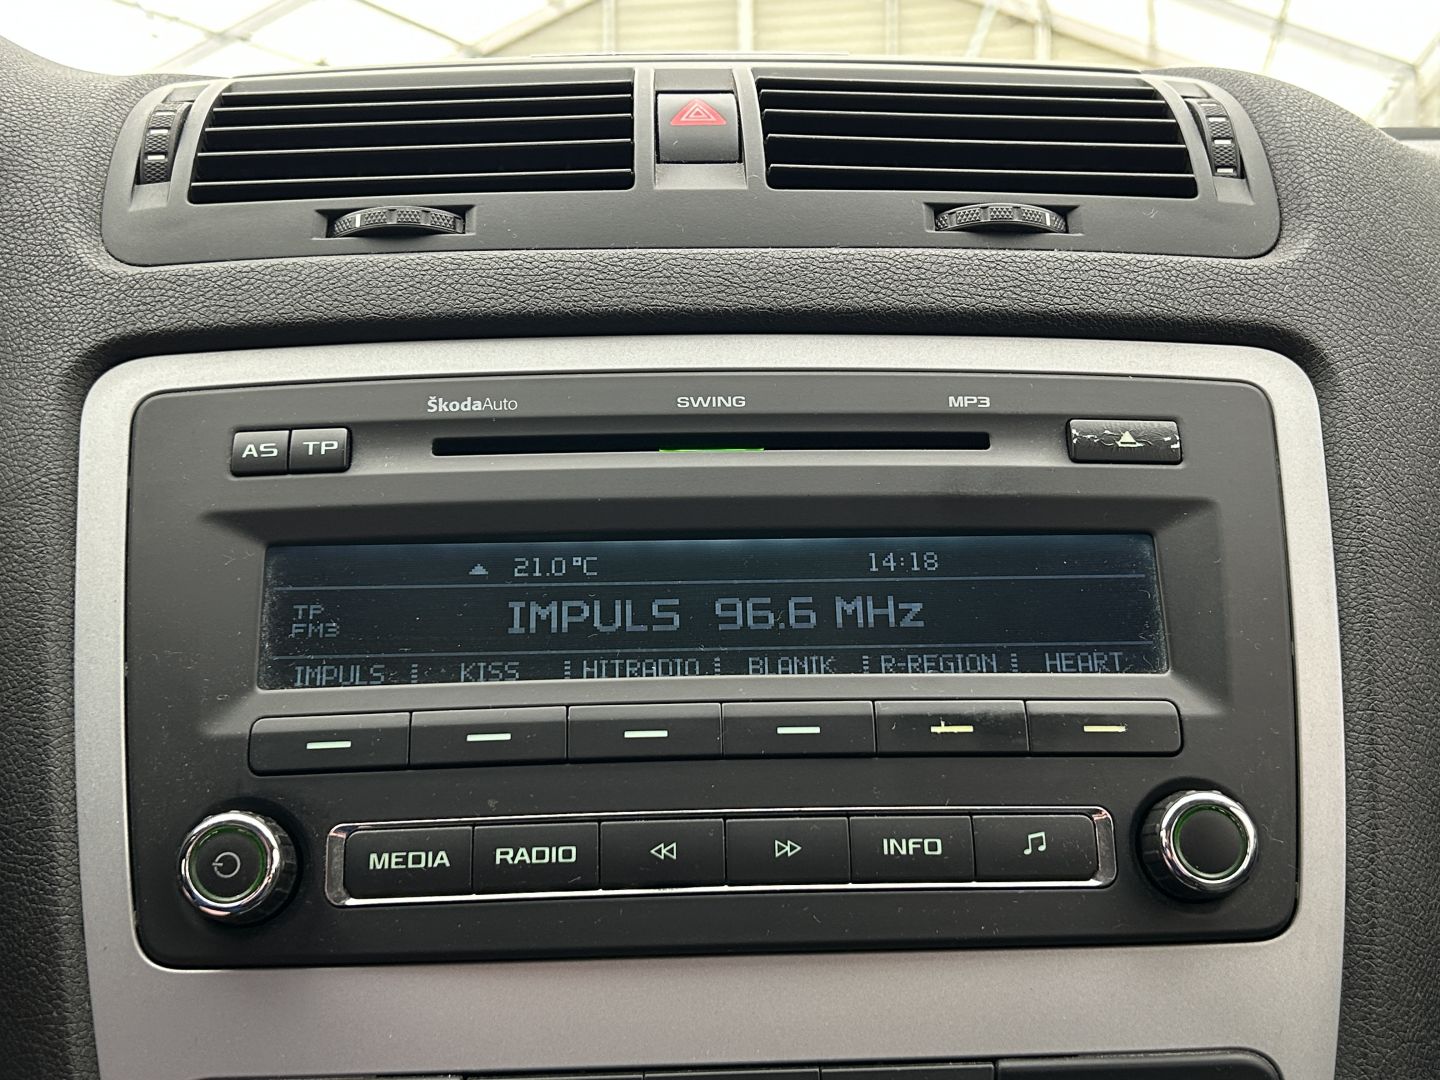 ŠkodaAuto SWING MP3
AS TP
21.0°C 14:18
TP
FM3
IMPULS 96.6 MHz
IMPULS KISS HITRADIO BLANIK R-REGION HEART
MEDIA RADIO INFO